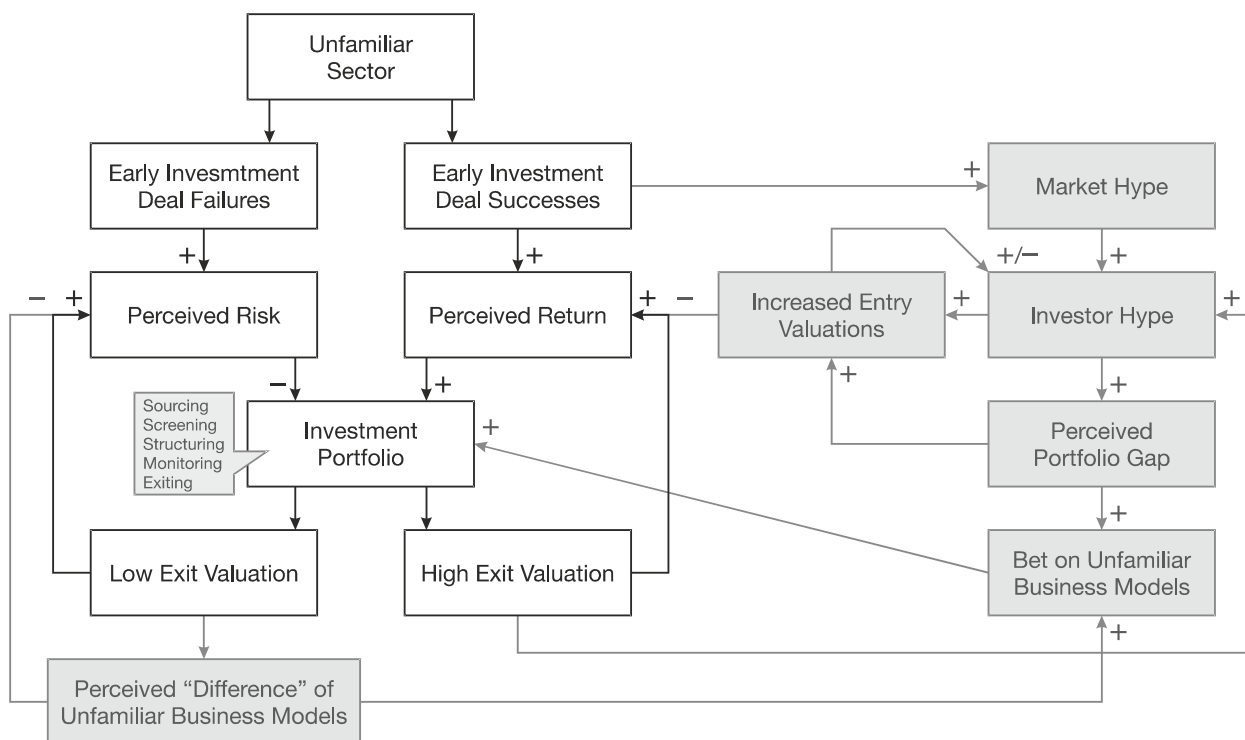 Unfamiliar
Sector
Early Invesmtment
Deal Failures
Early Investment
Deal Successes
+
Market Hype
+
+
+/−
+
−
+
Perceived Risk
Perceived Return
+
−
Increased Entry
Valuations
+
Investor Hype
+
−
+
+
+
Sourcing
Screening
Structuring
Monitoring
Exiting
Investment
Portfolio
+
Perceived
Portfolio Gap
+
Low Exit Valuation
High Exit Valuation
Bet on Unfamiliar
Business Models
+
Perceived “Difference” of
Unfamiliar Business Models